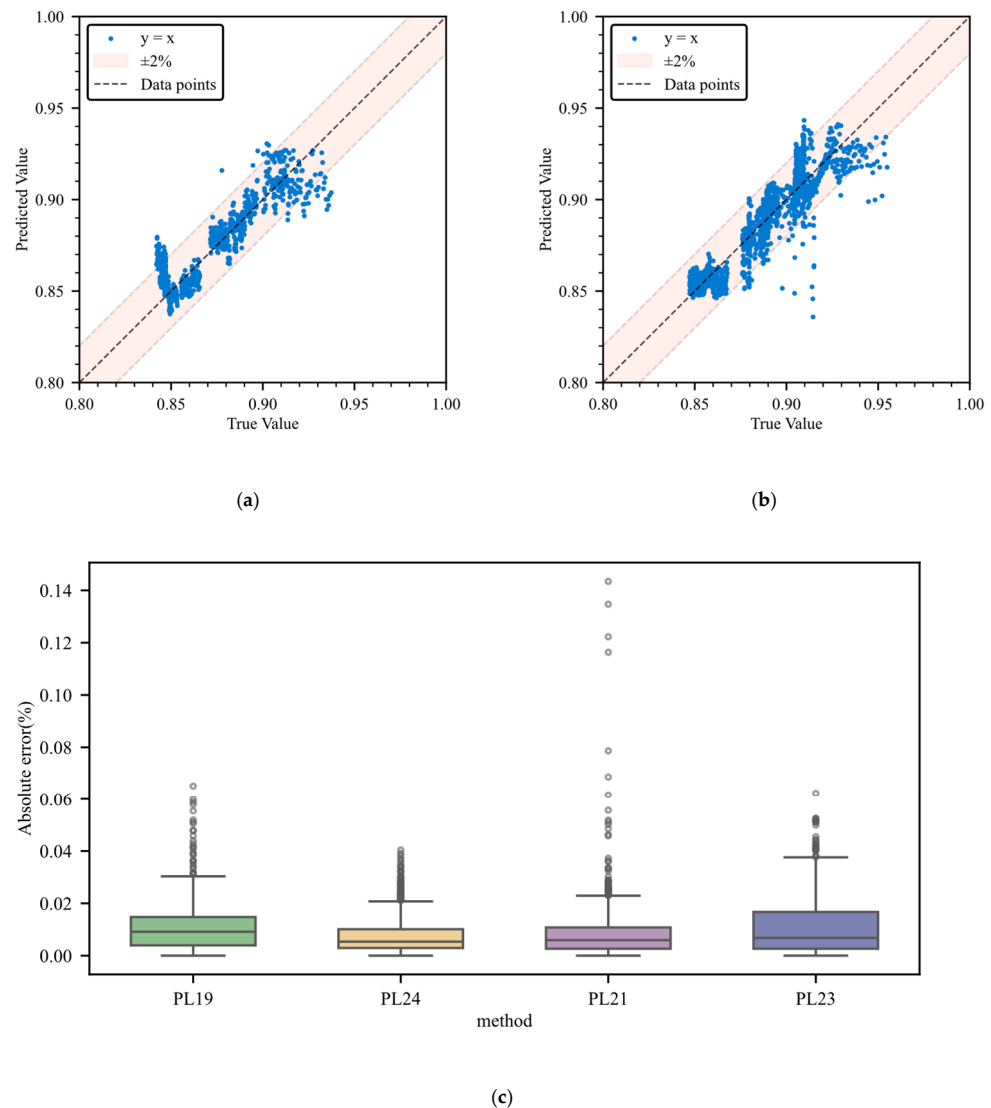 1.00
0.95
0.90
0.85
0.80
Predicted Value
y = x
±2%
Data points
0.80 0.85 0.90 0.95 1.00
True Value
(a)
1.00
0.95
0.90
0.85
0.80
Predicted Value
y = x
±2%
Data points
0.80 0.85 0.90 0.95 1.00
True Value
(b)
0.14
0.12
0.10
0.08
0.06
0.04
0.02
0.00
Absolute error(%)
PL19 PL24 PL21 PL23
method
(c)